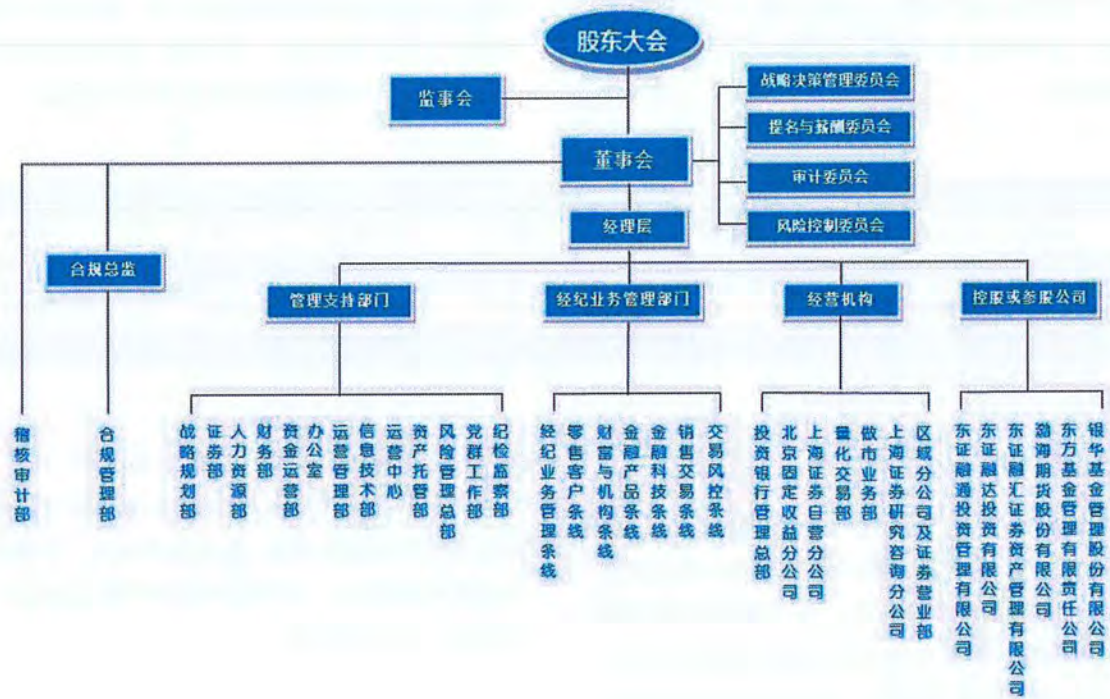 股东大会
监事会
战略决策管理委员会
提名与薪酬委员会
董事会
审计委员会
经理层
风险控制委员会
合规总监
管理支持部门
经纪业务管理部门
经营机构
控股或参股公司
稽核审计部
合规管理部
战略规划部
证券部
人力资源部
财务部
资金运营部
办公室
运营管理部
信息技术部
运营中心
资产托管部
风险管理总部
党群工作部
纪检监察部
经纪业务管理条线
零售客户条线
财富与机构条线
金融产品条线
金融科技条线
销售交易条线
交易风控条线
投资银行管理总部
北京固定收益分公司
上海证券自营分公司
量化交易部
做市业务部
上海证券研究咨询分公司
区域分公司及证券营业部
东证融通投资管理有限公司
东证融达投资有限公司
东证融汇证券资产管理有限公司
渤海期货股份有限公司
东方基金管理有限责任公司
银华基金管理股份有限公司